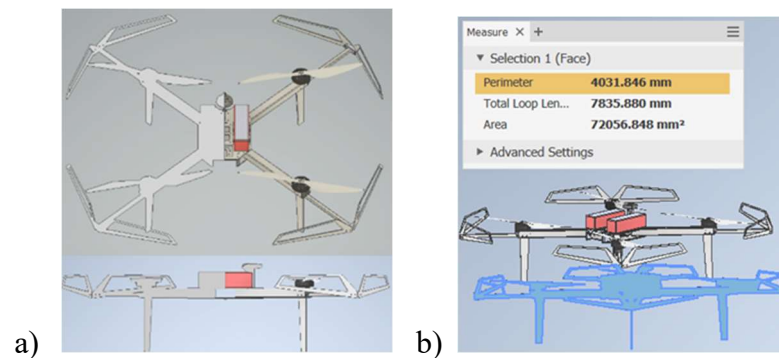 Measure × +
Selection 1 (Face)
Perimeter 4031.846 mm
Total Loop Len... 7835.880 mm
Area 72056.848 mm²
Advanced Settings
a) b)